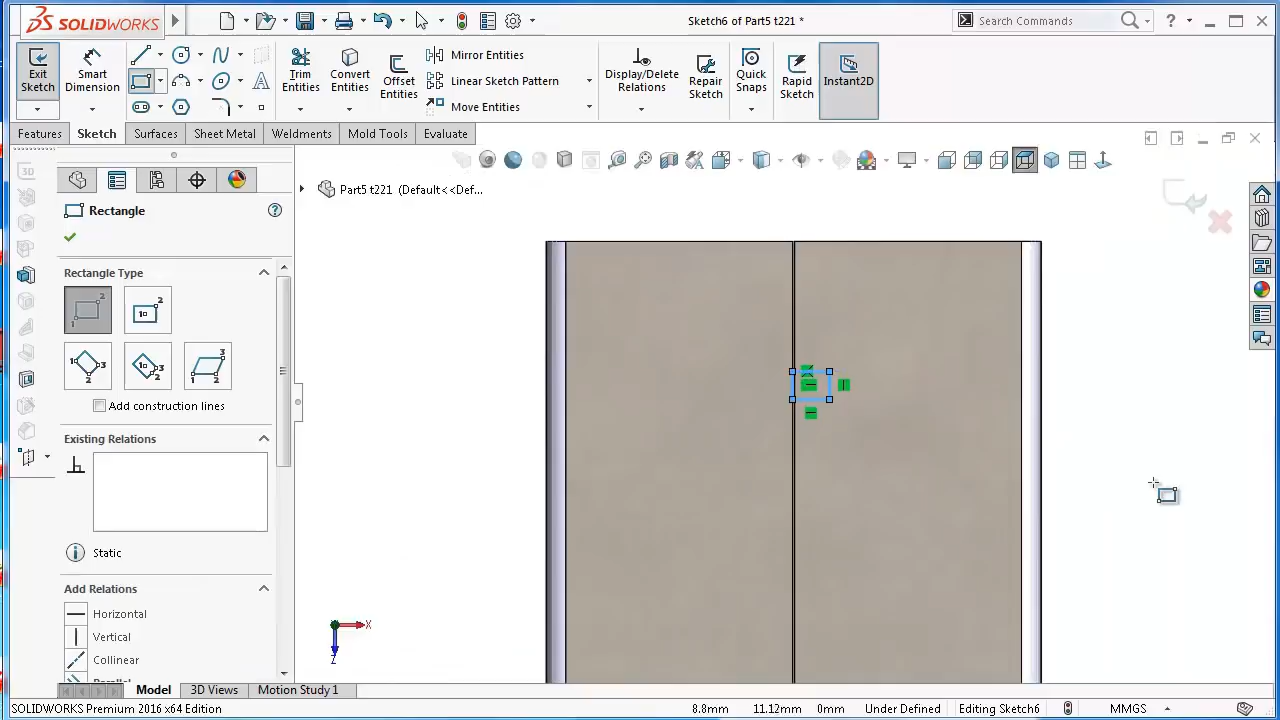 SOLIDWORKS
Sketch6 of Part5 t221 *
Search Commands
?
Exit Sketch
Smart Dimension
Trim Entities
Convert Entities
Offset Entities
Mirror Entities
Linear Sketch Pattern
Move Entities
Display/Delete Relations
Repair Sketch
Quick Snaps
Rapid Sketch
Instant2D
Features
Sketch
Surfaces
Sheet Metal
Weldments
Mold Tools
Evaluate
Part5 t221 (Default<<Def...
Rectangle
Rectangle Type
Add construction lines
Existing Relations
Static
Add Relations
Horizontal
Vertical
Collinear
X
Z
Model
3D Views
Motion Study 1
SOLIDWORKS Premium 2016 x64 Edition
8.8mm
11.12mm
0mm
Under Defined
Editing Sketch6
MMGS